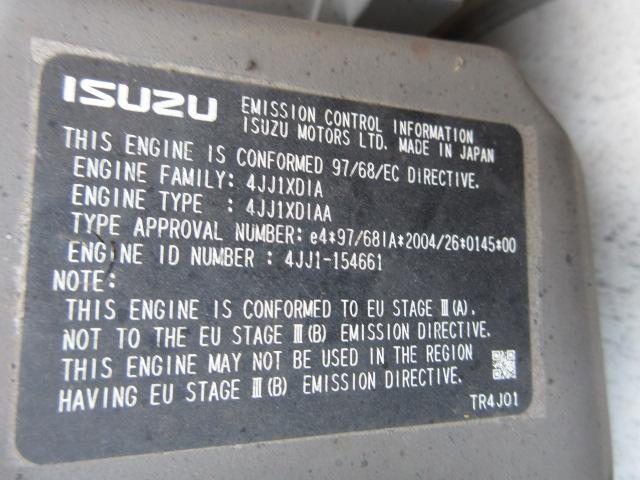 ISUZU EMISSION CONTROL INFORMATION
ISUZU MOTORS LTD. MADE IN JAPAN
THIS ENGINE IS CONFORMED 97/68/EC DIRECTIVE.
ENGINE FAMILY: 4JJ1XDIA
ENGINE TYPE : 4JJ1XDIAA
TYPE APPROVAL NUMBER: e4*97/68IA*2004/26*0145*00
ENGINE ID NUMBER : 4JJ1-154661
NOTE:
THIS ENGINE IS CONFORMED TO EU STAGE Ⅲ(A).
NOT TO THE EU STAGE Ⅲ(B) EMISSION DIRECTIVE.
THIS ENGINE MAY NOT BE USED IN THE REGION
HAVING EU STAGE Ⅲ(B) EMISSION DIRECTIVE.
TR4J01